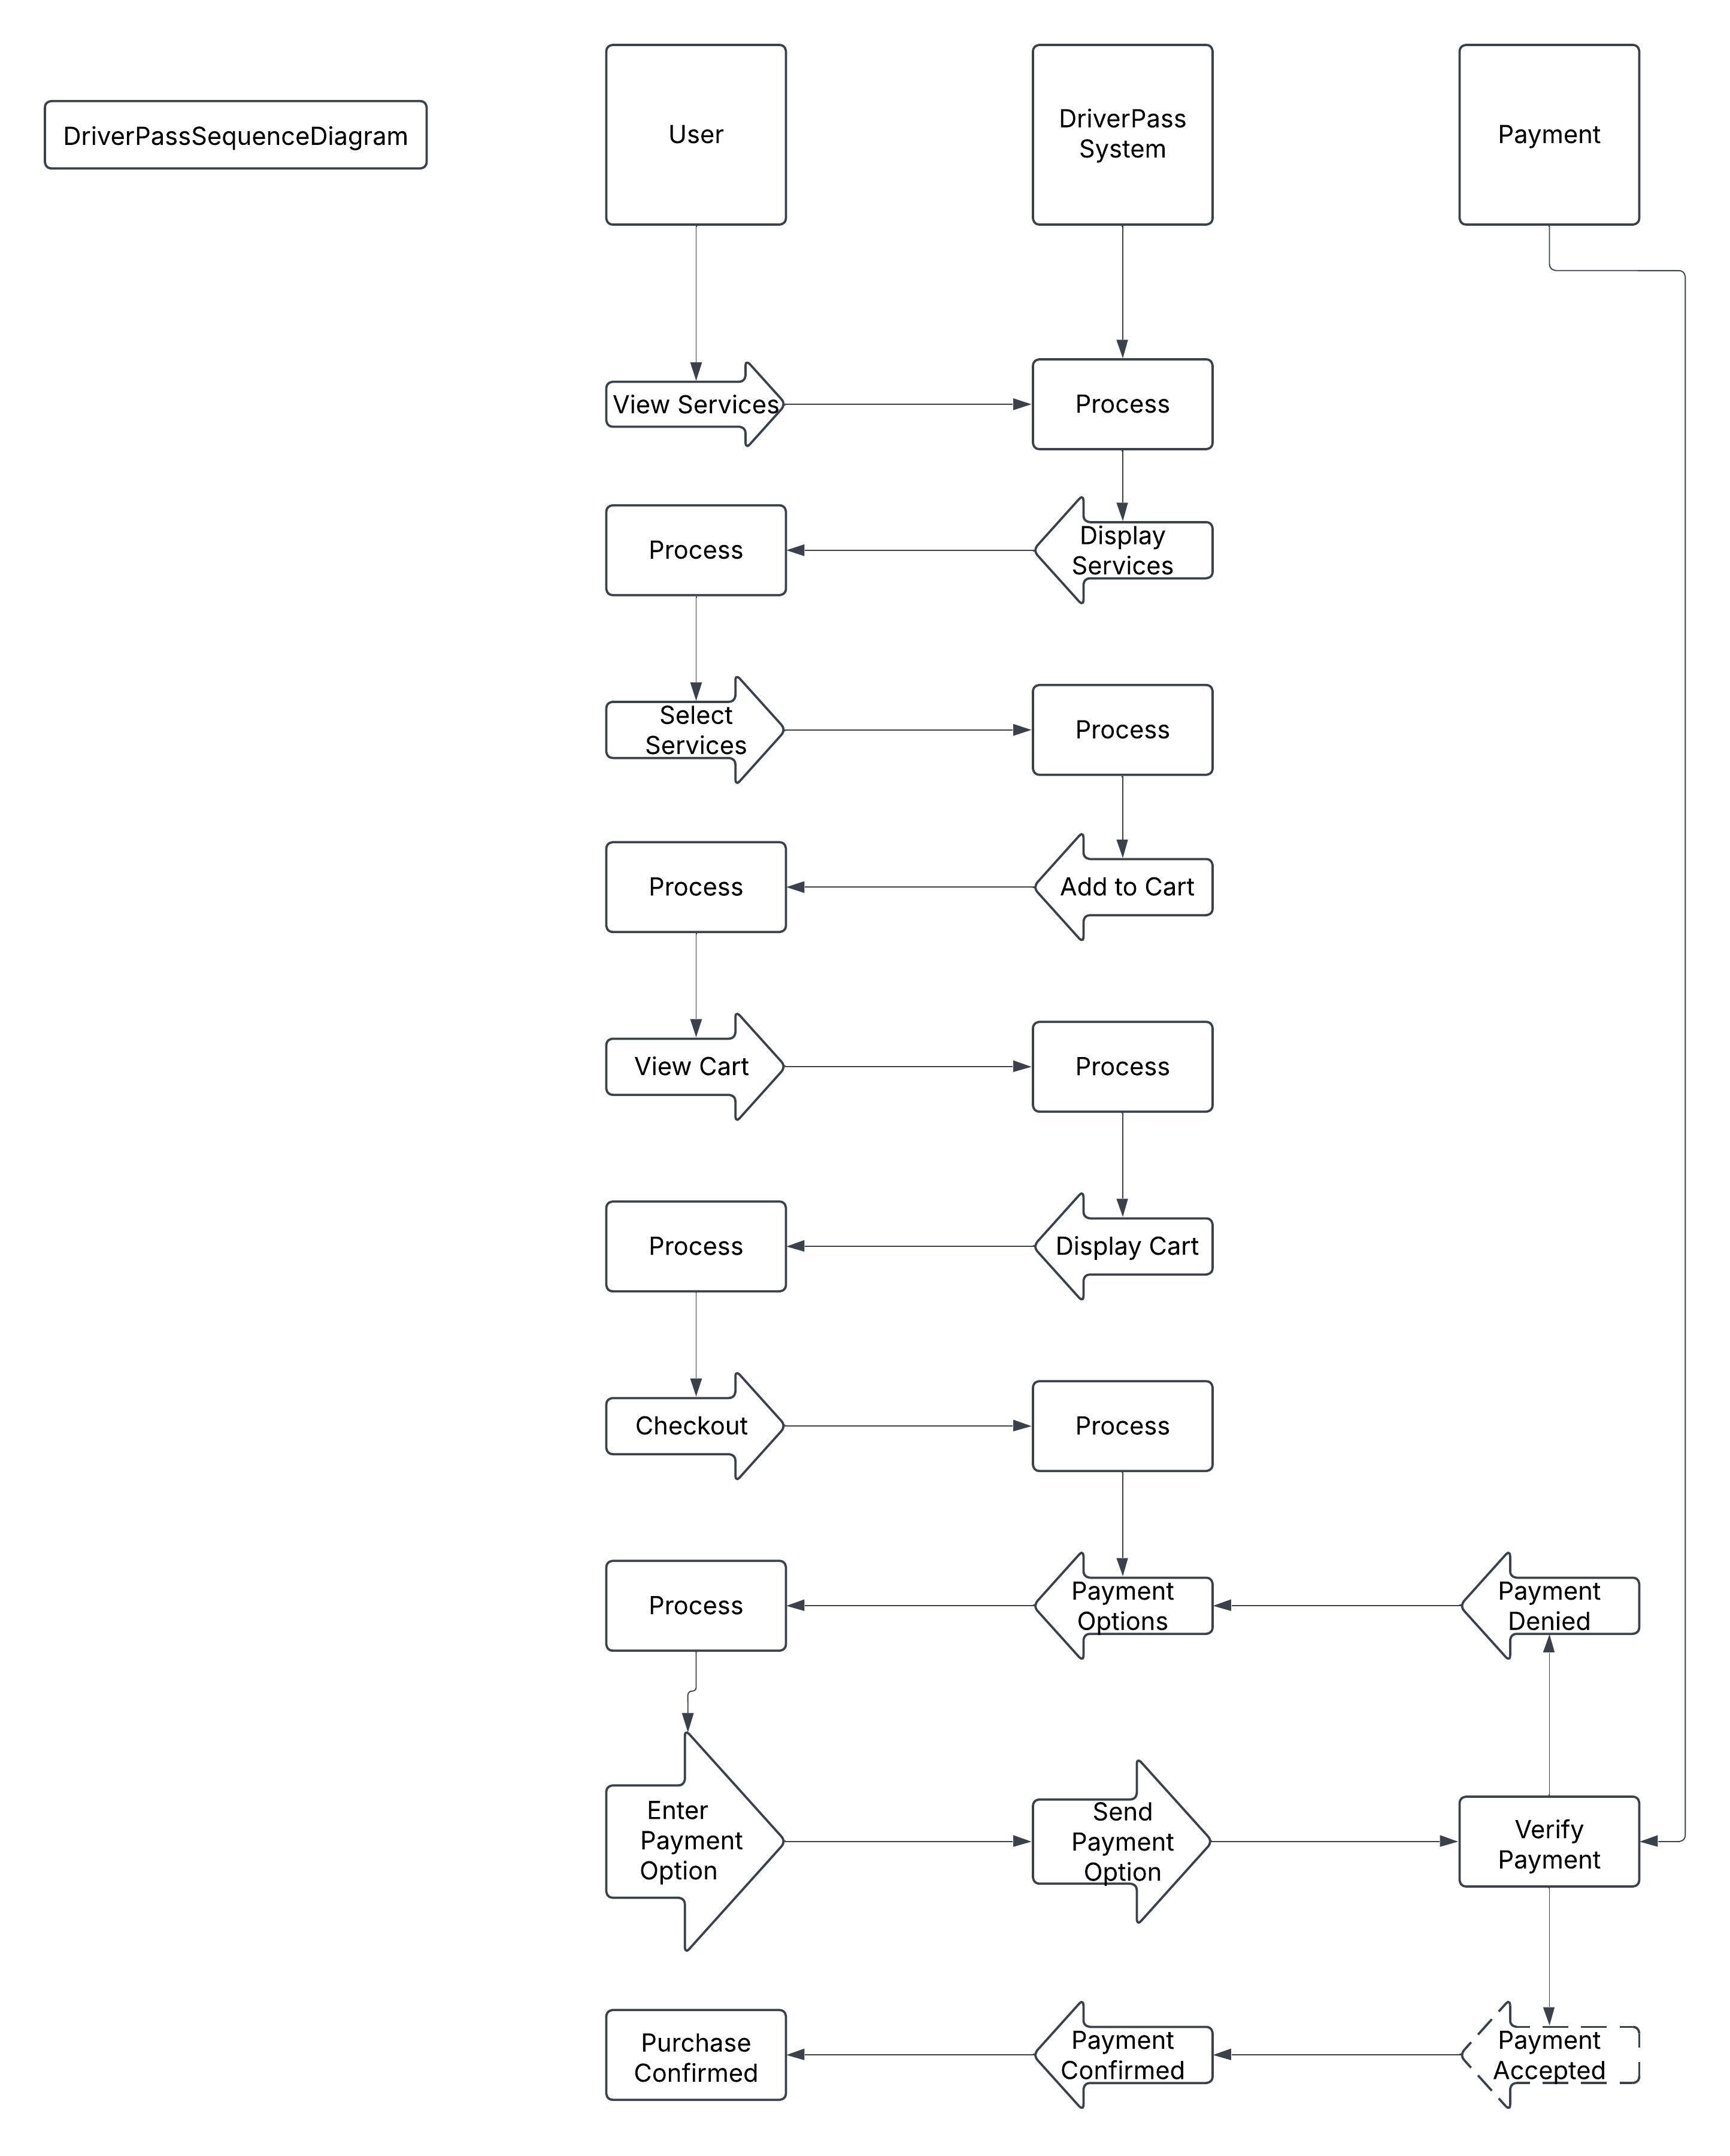 DriverPassSequenceDiagram
User
DriverPass
System
Payment
View Services
Process
Process
Display
Services
Select
Services
Process
Process
Add to Cart
View Cart
Process
Process
Display Cart
Checkout
Process
Process
Payment
Options
Payment
Denied
Enter
Payment
Option
Send
Payment
Option
Verify
Payment
Purchase
Confirmed
Payment
Confirmed
Payment
Accepted